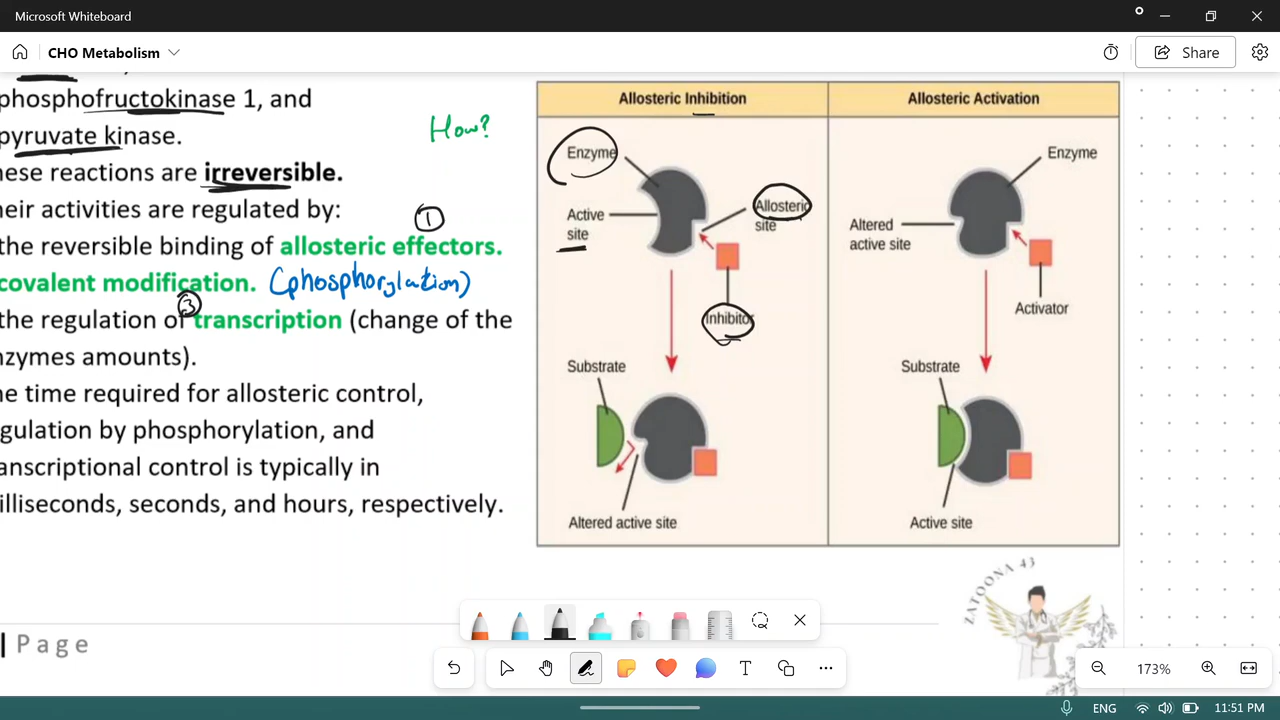 Microsoft Whiteboard
CHO Metabolism
Share
phosphofructokinase 1, and
pyruvate kinase.
hese reactions are irreversible.
heir activities are regulated by:
the reversible binding of allosteric effectors.
covalent modification. (phosphorylation)
the regulation of transcription (change of the
nzymes amounts).
he time required for allosteric control,
gulation by phosphorylation, and
anscriptional control is typically in
illiseconds, seconds, and hours, respectively.
How?
1
3
Allosteric Inhibition
Enzyme
Active
site
Allosteric
site
Inhibitor
Substrate
Altered active site
Allosteric Activation
Enzyme
Altered
active site
Activator
Substrate
Active site
ZATOONA 43
| Page
173%
ENG
11:51 PM